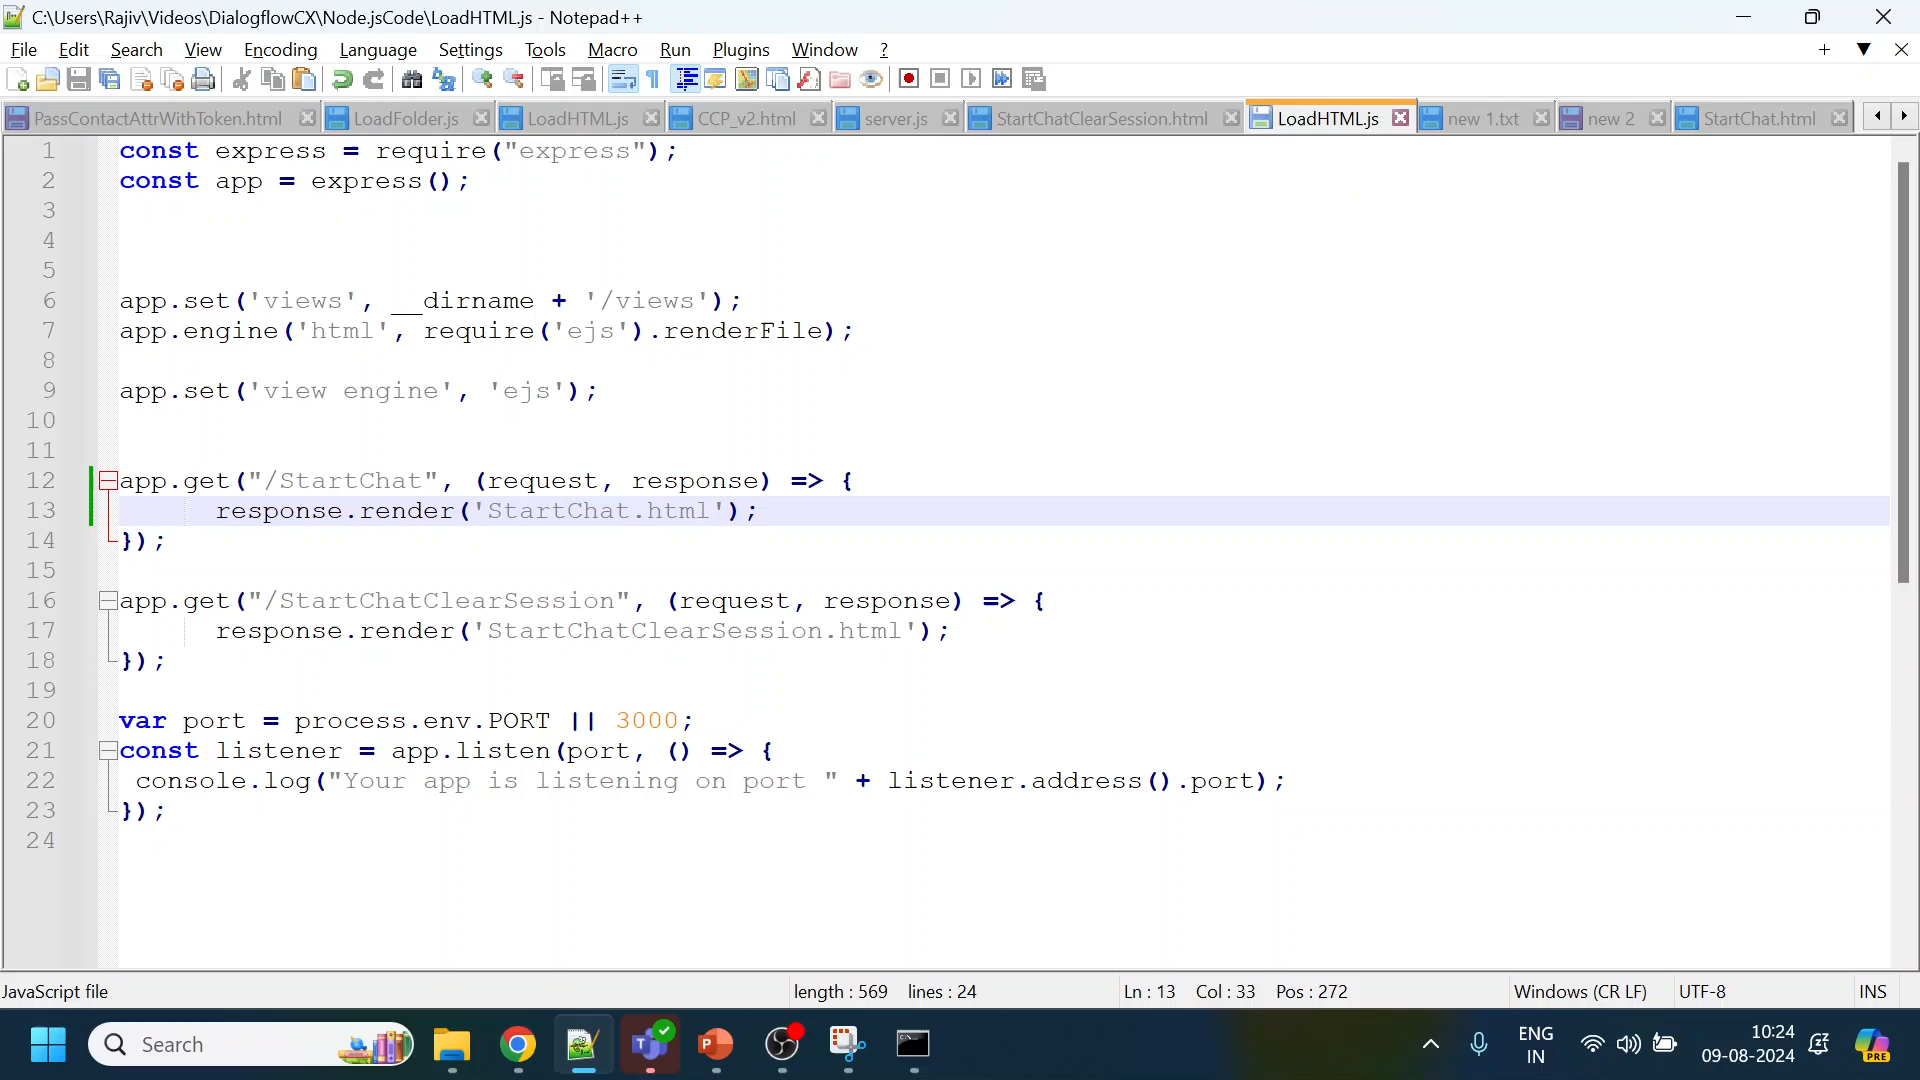 C:\Users\Rajiv\Videos\DialogflowCX\Node.jsCode\LoadHTML.js - Notepad++
File Edit Search View Encoding Language Settings Tools Macro Run Plugins Window ?
PassContactAttrWithToken.html LoadFolder.js LoadHTML.js CCP_v2.html server.js StartChatClearSession.html LoadHTML.js new 1.txt new 2 StartChat.html
1 const express = require("express");
2 const app = express();
3
4
5
6 app.set('views', __dirname + '/views');
7 app.engine('html', require('ejs').renderFile);
8
9 app.set('view engine', 'ejs');
10
11
12 app.get("/StartChat", (request, response) => {
13 response.render('StartChat.html');
14 });
15
16 app.get("/StartChatClearSession", (request, response) => {
17 response.render('StartChatClearSession.html');
18 });
19
20 var port = process.env.PORT || 3000;
21 const listener = app.listen(port, () => {
22 console.log("Your app is listening on port " + listener.address().port);
23 });
24
JavaScript file length : 569 lines : 24 Ln : 13 Col : 33 Pos : 272 Windows (CR LF) UTF-8 INS
Search ENG 10:24
IN 09-08-2024
PRE